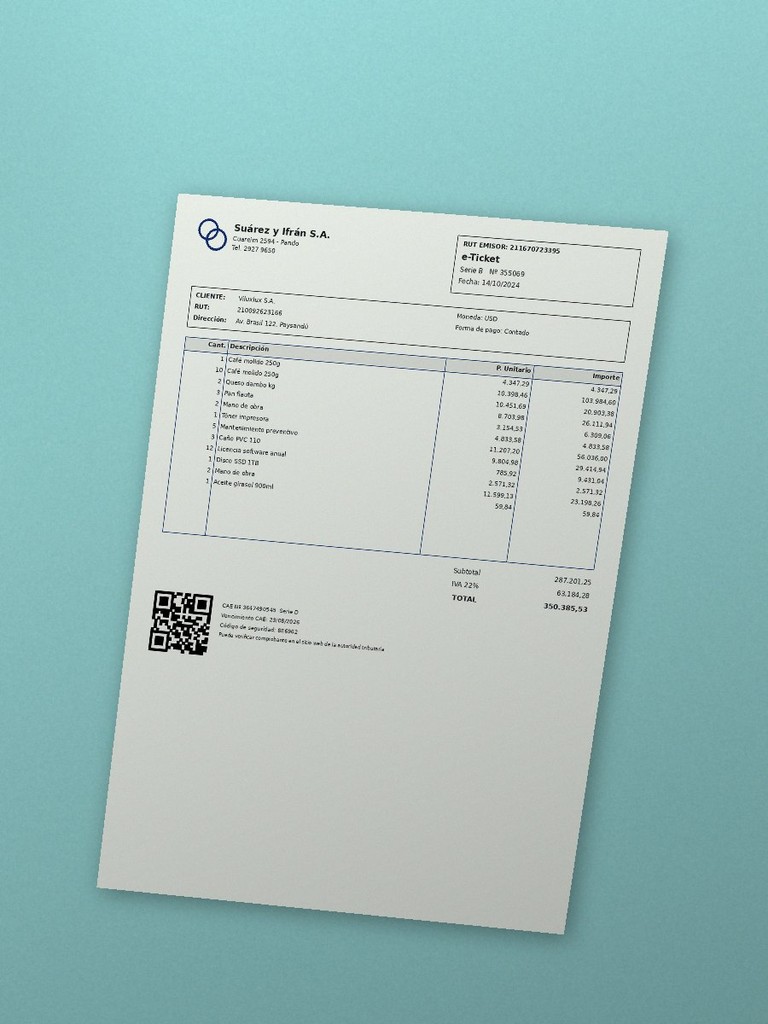 Suárez y Ifrán S.A.
Cuareim 2594 - Pando
Tel. 2927 9650
RUT EMISOR: 211670723395
e-Ticket
Serie B Nº 355069
Fecha: 14/10/2024
CLIENTE: Viluxlux S.A.
RUT: 210092623166
Dirección: Av. Brasil 122, Paysandú
Moneda: USD
Forma de pago: Contado
Cant. Descripción P. Unitario Importe
1 Café molido 250g 4.347,29 4.347,29
10 Café molido 250g 10.398,46 103.984,60
2 Queso dambo kg 10.451,69 20.903,38
3 Pan flauta 8.703,98 26.111,94
2 Mano de obra 3.154,53 6.309,06
1 Tóner impresora 4.833,58 4.833,58
5 Mantenimiento preventivo 11.207,20 56.036,00
3 Caño PVC 110 9.804,98 29.414,94
12 Licencia software anual 785,92 9.431,04
1 Disco SSD 1TB 2.571,32 2.571,32
2 Mano de obra 11.599,13 23.198,26
1 Aceite girasol 900ml 59,84 59,84
Subtotal 287.201,25
IVA 22% 63.184,28
TOTAL 350.385,53
CAE Nº Serie D
Vencimiento CAE: 23/08/2026
Código de seguridad:
Puede verificar comprobante en el sitio web de la autoridad tributaria